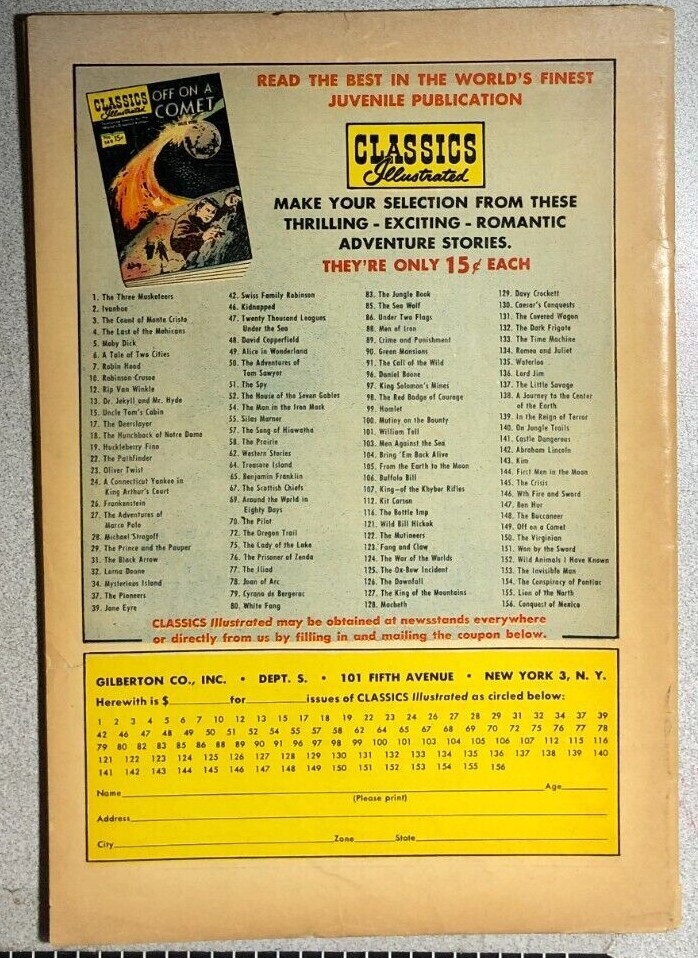 CLASSICS
Illustrated
OFF ON A
COMET
15¢
READ THE BEST IN THE WORLD'S FINEST
JUVENILE PUBLICATION
CLASSICS
Illustrated
MAKE YOUR SELECTION FROM THESE
THRILLING - EXCITING - ROMANTIC
ADVENTURE STORIES.
THEY'RE ONLY 15¢ EACH
1. The Three Musketeers
2. Ivanhoe
3. The Count of Monte Cristo
4. The Last of the Mohicans
5. Moby Dick
6. A Tale of Two Cities
7. Robin Hood
10. Robinson Crusoe
12. Rip Van Winkle
13. Dr. Jekyll and Mr. Hyde
15. Uncle Tom's Cabin
17. The Deerslayer
18. The Hunchback of Notre Dame
19. Huckleberry Finn
22. The Pathfinder
23. Oliver Twist
24. A Connecticut Yankee in
King Arthur's Court
26. Frankenstein
27. The Adventures of
Marco Polo
28. Michael Strogoff
29. The Prince and the Pauper
31. The Black Arrow
32. Lorna Doone
34. Mysterious Island
37. The Pioneers
39. Jane Eyre
42. Swiss Family Robinson
46. Kidnapped
47. Twenty Thousand Leagues
Under the Sea
48. David Copperfield
49. Alice in Wonderland
50. The Adventures of
Tom Sawyer
51. The Spy
52. The House of the Seven Gables
54. The Man in the Iron Mask
55. Silas Marner
57. The Song of Hiawatha
58. The Prairie
62. Western Stories
64. Treasure Island
65. Benjamin Franklin
67. The Scottish Chiefs
69. Around the World in
Eighty Days
70. The Pilot
72. The Oregon Trail
75. The Lady of the Lake
76. The Prisoner of Zenda
77. The Iliad
78. Joan of Arc
79. Cyrano de Bergerac
80. White Fang
83. The Jungle Book
85. The Sea Wolf
86. Under Two Flags
88. Men of Iron
89. Crime and Punishment
90. Green Mansions
91. The Call of the Wild
96. Daniel Boone
97. King Solomon's Mines
98. The Red Badge of Courage
99. Hamlet
100. Mutiny on the Bounty
101. William Tell
103. Men Against the Sea
104. Bring 'Em Back Alive
105. From the Earth to the Moon
106. Buffalo Bill
107. King—of the Khyber Rifles
112. Kit Carson
116. The Bottle Imp
121. Wild Bill Hickok
122. The Mutineers
123. Fang and Claw
124. The War of the Worlds
125. The Ox-Bow Incident
126. The Downfall
127. The King of the Mountains
128. Macbeth
129. Davy Crockett
130. Caesar's Conquests
131. The Covered Wagon
132. The Dark Frigate
133. The Time Machine
134. Romeo and Juliet
135. Waterloo
136. Lord Jim
137. The Little Savage
138. A Journey to the Center
of the Earth
139. In the Reign of Terror
140. On Jungle Trails
141. Castle Dangerous
142. Abraham Lincoln
143. Kim
144. First Men in the Moon
145. The Crisis
146. With Fire and Sword
147. Ben Hur
148. The Buccaneer
149. Off on a Comet
150. The Virginian
151. Won by the Sword
152. Wild Animals I Have Known
153. The Invisible Man
154. The Conspiracy of Pontiac
155. Lion of the North
156. Conquest of Mexico
CLASSICS Illustrated may be obtained at newsstands everywhere
or directly from us by filling in and mailing the coupon below.
GILBERTON CO., INC. • DEPT. S. • 101 FIFTH AVENUE • NEW YORK 3, N. Y.
Herewith is $ for issues of CLASSICS Illustrated as circled below:
1 2 3 4 5 6 7 10 12 13 15 17 18 19 22 23 24 26 27 28 29 31 32 34 37 39
42 46 47 48 49 50 51 52 54 55 57 58 62 64 65 67 68 69 70 72 75 76 77 78
79 80 82 83 85 86 88 89 90 91 96 97 98 99 100 101 103 104 105 106 107 112 115 116
121 122 123 124 125 126 127 128 129 130 131 132 133 134 135 136 137 138 139 140
141 142 143 144 145 146 147 148 149 150 151 152 153 154 155 156
Name Age
(Please print)
Address
City Zone State